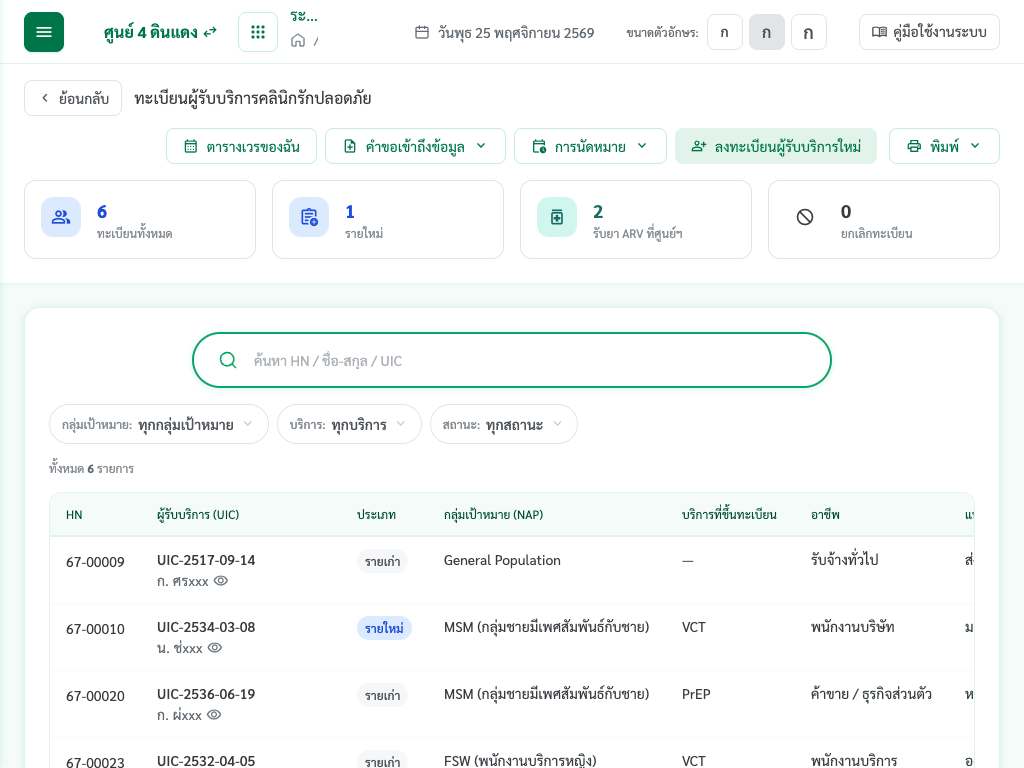 ศูนย์ 4 ดินแดง
ระ...
/
วันพุธ 25 พฤศจิกายน 2569
ขนาดตัวอักษร:
ก
ก
ก
คู่มือใช้งานระบบ
ย้อนกลับ
ทะเบียนผู้รับบริการคลินิกรักปลอดภัย
ตารางเวรของฉัน
คำขอเข้าถึงข้อมูล
การนัดหมาย
ลงทะเบียนผู้รับบริการใหม่
พิมพ์
6
ทะเบียนทั้งหมด
1
รายใหม่
2
รับยา ARV ที่ศูนย์ฯ
0
ยกเลิกทะเบียน
ค้นหา HN / ชื่อ-สกุล / UIC
กลุ่มเป้าหมาย: ทุกกลุ่มเป้าหมาย
บริการ: ทุกบริการ
สถานะ: ทุกสถานะ
ทั้งหมด 6 รายการ
HN ผู้รับบริการ (UIC) ประเภท กลุ่มเป้าหมาย (NAP) บริการที่ขึ้นทะเบียน อาชีพ
67-00009 UIC-2517-09-14 รายเก่า General Population — รับจ้างทั่วไป
ก. ศรxxx
67-00010 UIC-2534-03-08 รายใหม่ MSM (กลุ่มชายมีเพศสัมพันธ์กับชาย) VCT พนักงานบริษัท
น. ช่xxx
67-00020 UIC-2536-06-19 รายเก่า MSM (กลุ่มชายมีเพศสัมพันธ์กับชาย) PrEP ค้าขาย / ธุรกิจส่วนตัว
ก. ผ่xxx
67-00023 UIC-2532-04-05 รายเก่า FSW (พนักงานบริการหญิง) VCT พนักงานบริการ